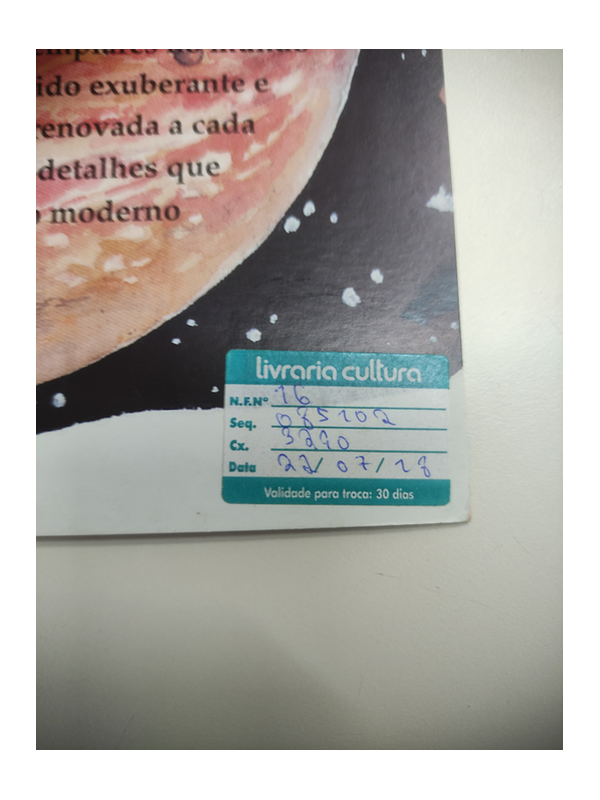 ido exuberante e
renovada a cada
detalhes que
moderno
livraria cultura
N.F.Nº 16
Seq. 085102
Cx. 3290
Data 22/07/18
Validade para troca: 30 dias